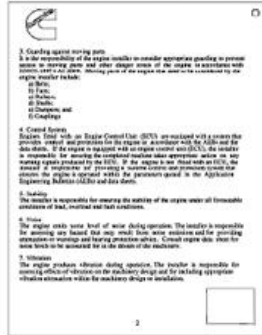 3. Guarding against moving parts
It is the responsibility of the engine installer to consider appropriate guarding to prevent
access to moving parts and other danger zones of the engine in accordance with
Moving parts of the engine that need to be considered by the
engine installer include:
a) Belts;
b) Fans;
c) Pulleys;
d) Shafts;
e) Dampers; and
f) Couplings
4. Control System
Engines fitted with an Engine Control Unit (ECU) are equipped with a system that
provides control and protection for the engine in accordance with the AEBs and the
data sheets. If the engine is equipped with an engine control unit (ECU), the installer
is responsible for assuring the completed machine takes appropriate action on any
warning signals produced by the ECU. If the engine is not fitted with an ECU, the
installer is responsible for providing a suitable control and protection system that
ensures the engine is operated within the parameters quoted in the Application
Engineering Bulletins (AEBs) and data sheets.
5. Stability
The installer is responsible for ensuring the stability of the engine under all foreseeable
conditions of load, overload and fault conditions.
6. Noise
The engine emits some level of noise during operation. The installer is responsible
for assessing any hazard that may result from noise emissions and for providing
attenuation or warnings and hearing protection advice. Consult engine data sheet for
noise levels to be accounted for in the design of the machinery.
7. Vibration
The engine produces vibration during operation. The installer is responsible for
assessing effects of vibration on the machinery design and for including appropriate
vibration attenuation within the machinery design or installation.
2